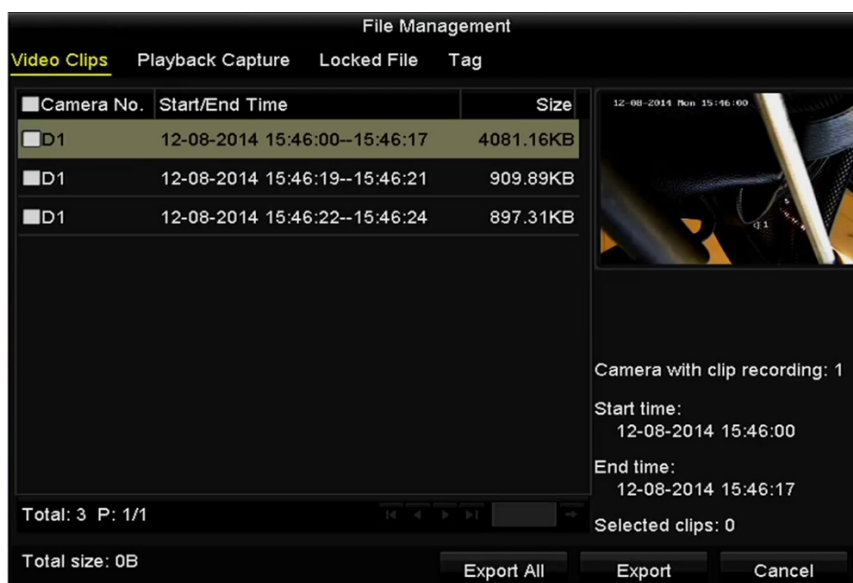 File Management
Video Clips Playback Capture Locked File Tag
Camera No. Start/End Time Size
D1 12-08-2014 15:46:00--15:46:17 4081.16KB
D1 12-08-2014 15:46:19--15:46:21 909.89KB
D1 12-08-2014 15:46:22--15:46:24 897.31KB
12-08-2014 Mon 15:46:00
Camera with clip recording: 1
Start time:
12-08-2014 15:46:00
End time:
12-08-2014 15:46:17
Selected clips: 0
Total: 3 P: 1/1
Total size: 0B
Export All Export Cancel